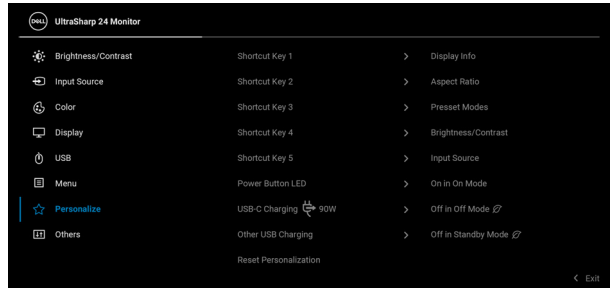 DELL UltraSharp 24 Monitor
Brightness/Contrast Shortcut Key 1 > Display Info
Input Source Shortcut Key 2 > Aspect Ratio
Color Shortcut Key 3 > Presset Modes
Display Shortcut Key 4 > Brightness/Contrast
USB Shortcut Key 5 > Input Source
Menu Power Button LED > On in On Mode
Personalize USB-C Charging 90W > Off in Off Mode
Others Other USB Charging > Off in Standby Mode
Reset Personalization
< Exit